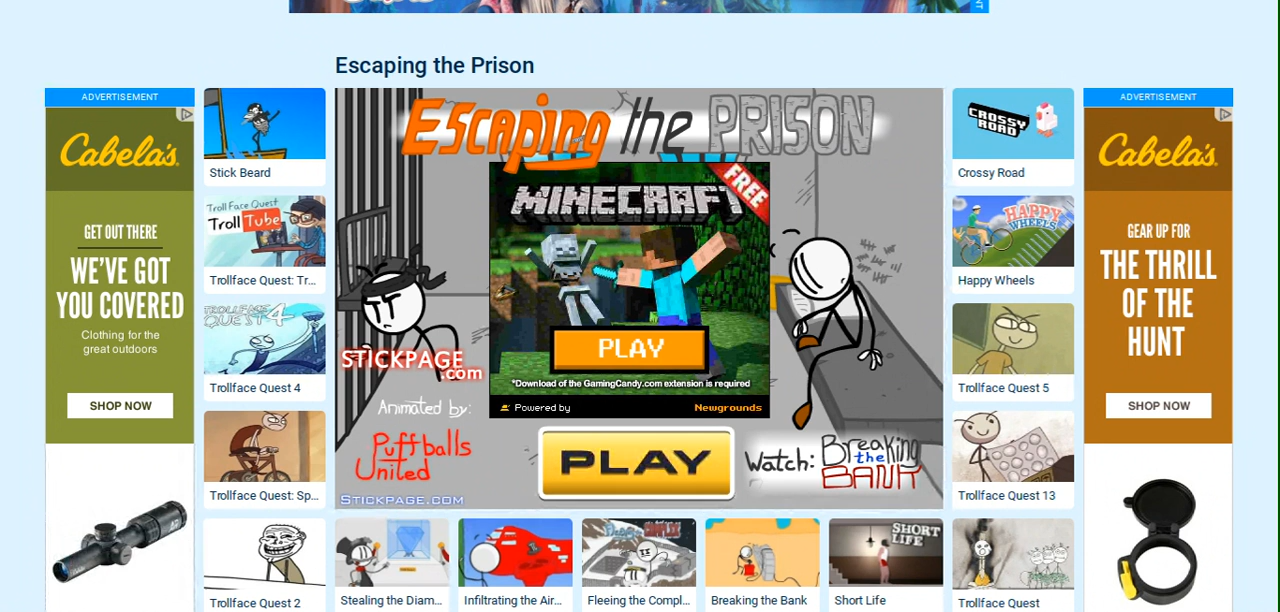 Escaping the Prison
ADVERTISEMENT
Cabela's
GET OUT THERE
WE'VE GOT
YOU COVERED
Clothing for the
great outdoors
SHOP NOW
Stick Beard
Troll Face Quest
Troll Tube
Trollface Quest: Tr...
TROLLFACE
QUEST 4
Trollface Quest 4
Trollface Quest: Sp...
Trollface Quest 2
Escaping the PRISON
MINECRAFT
FREE
PLAY
*Download of the GamingCandy.com extension is required
Powered by
Newgrounds
STICKPAGE
.com
Animated by:
Puffballs
United
STICKPAGE.COM
PLAY
Watch: Breaking
the
BANK
Stealing the Diam...
Infiltrating the Air...
Fleeing the Compl...
Breaking the Bank
SHORT
LIFE
Short Life
CROSSY
ROAD
Crossy Road
HAPPY
WHEELS
Happy Wheels
Trollface Quest 5
Trollface Quest 13
Trollface Quest
ADVERTISEMENT
Cabela's
GEAR UP FOR
THE THRILL
OF THE
HUNT
SHOP NOW